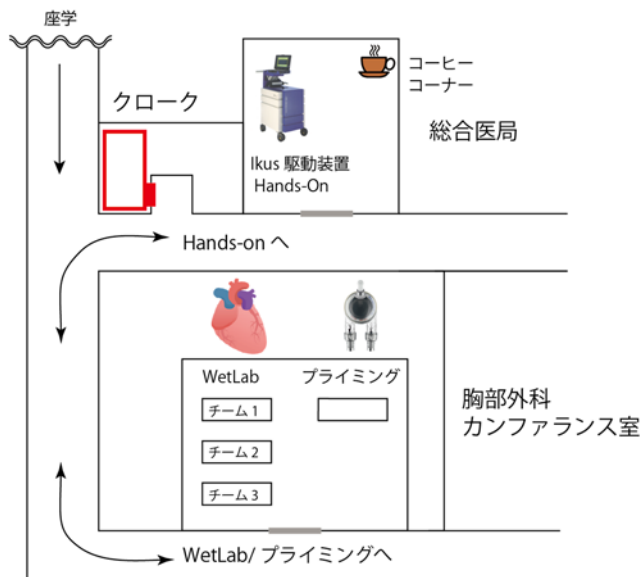 座学
クローク
コーヒー
コーナー
総合医局
Ikus 駆動装置
Hands-On
Hands-on へ
WetLab
プライミング
チーム 1
チーム 2
チーム 3
胸部外科
カンファランス室
WetLab/ プライミングへ